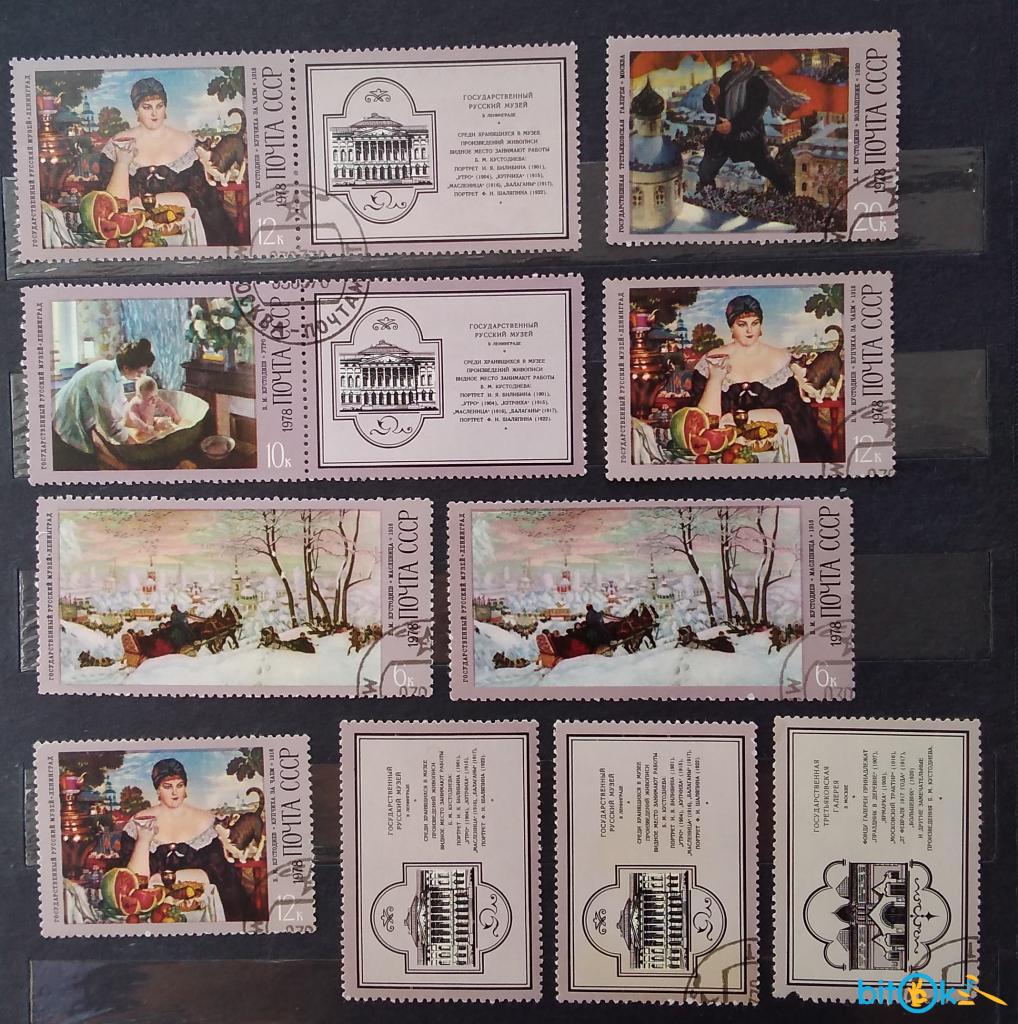 ГОСУДАРСТВЕННЫЙ РУССКИЙ МУЗЕЙ•ЛЕНИНГРАД
Б. М. КУСТОДИЕВ • КУПЧИХА ЗА ЧАЕМ • 1918
1978 ПОЧТА СССР
12к
ГОСУДАРСТВЕННЫЙ
РУССКИЙ МУЗЕЙ
В ЛЕНИНГРАДЕ
СРЕДИ ХРАНЯЩИХСЯ В МУЗЕЕ
ПРОИЗВЕДЕНИЙ ЖИВОПИСИ
ВИДНОЕ МЕСТО ЗАНИМАЮТ РАБОТЫ
Б. М. КУСТОДИЕВА:
ПОРТРЕТ И. Я. БИЛИБИНА (1901),
"УТРО" (1904), "КУПЧИХА" (1915),
"МАСЛЕНИЦА" (1916), "БАЛАГАНЫ" (1917),
ПОРТРЕТ Ф. И. ШАЛЯПИНА (1922).
ГОСУДАРСТВЕННАЯ ТРЕТЬЯКОВСКАЯ ГАЛЕРЕЯ • МОСКВА
Б. М. КУСТОДИЕВ • БОЛЬШЕВИК • 1920
1978 ПОЧТА СССР
20к
ГОСУДАРСТВЕННЫЙ РУССКИЙ МУЗЕЙ•ЛЕНИНГРАД
Б. М. КУСТОДИЕВ • УТРО
1978 ПОЧТА СССР
10к
МОСКВА-ПОЧТАМТ
ГОСУДАРСТВЕННЫЙ
РУССКИЙ МУЗЕЙ
В ЛЕНИНГРАДЕ
СРЕДИ ХРАНЯЩИХСЯ В МУЗЕЕ
ПРОИЗВЕДЕНИЙ ЖИВОПИСИ
ВИДНОЕ МЕСТО ЗАНИМАЮТ РАБОТЫ
Б. М. КУСТОДИЕВА:
ПОРТРЕТ И. Я. БИЛИБИНА (1901),
"УТРО" (1904), "КУПЧИХА" (1915),
"МАСЛЕНИЦА" (1916), "БАЛАГАНЫ" (1917),
ПОРТРЕТ Ф. И. ШАЛЯПИНА (1922).
ГОСУДАРСТВЕННЫЙ РУССКИЙ МУЗЕЙ•ЛЕНИНГРАД
Б. М. КУСТОДИЕВ • КУПЧИХА ЗА ЧАЕМ • 1918
1978 ПОЧТА СССР
12к
ГОСУДАРСТВЕННЫЙ РУССКИЙ МУЗЕЙ•ЛЕНИНГРАД
Б. М. КУСТОДИЕВ • МАСЛЕНИЦА • 1916
1978 ПОЧТА СССР
6к
ГОСУДАРСТВЕННЫЙ РУССКИЙ МУЗЕЙ•ЛЕНИНГРАД
Б. М. КУСТОДИЕВ • МАСЛЕНИЦА • 1916
1978 ПОЧТА СССР
6к
ГОСУДАРСТВЕННЫЙ РУССКИЙ МУЗЕЙ•ЛЕНИНГРАД
Б. М. КУСТОДИЕВ • КУПЧИХА ЗА ЧАЕМ • 1918
1978 ПОЧТА СССР
12к
ГОСУДАРСТВЕННЫЙ
РУССКИЙ МУЗЕЙ
В ЛЕНИНГРАДЕ
СРЕДИ ХРАНЯЩИХСЯ В МУЗЕЕ
ПРОИЗВЕДЕНИЙ ЖИВОПИСИ
ВИДНОЕ МЕСТО ЗАНИМАЮТ РАБОТЫ
Б. М. КУСТОДИЕВА:
ПОРТРЕТ И. Я. БИЛИБИНА (1901),
"УТРО" (1904), "КУПЧИХА" (1915),
"МАСЛЕНИЦА" (1916), "БАЛАГАНЫ" (1917),
ПОРТРЕТ Ф. И. ШАЛЯПИНА (1922).
ГОСУДАРСТВЕННЫЙ
РУССКИЙ МУЗЕЙ
В ЛЕНИНГРАДЕ
СРЕДИ ХРАНЯЩИХСЯ В МУЗЕЕ
ПРОИЗВЕДЕНИЙ ЖИВОПИСИ
ВИДНОЕ МЕСТО ЗАНИМАЮТ РАБОТЫ
Б. М. КУСТОДИЕВА:
ПОРТРЕТ И. Я. БИЛИБИНА (1901),
"УТРО" (1904), "КУПЧИХА" (1915),
"МАСЛЕНИЦА" (1916), "БАЛАГАНЫ" (1917),
ПОРТРЕТ Ф. И. ШАЛЯПИНА (1922).
ГОСУДАРСТВЕННАЯ
ТРЕТЬЯКОВСКАЯ
ГАЛЕРЕЯ
В МОСКВЕ
ФОНДУ ГАЛЕРЕИ ПРИНАДЛЕЖАТ
"ПРАЗДНИК В ДЕРЕВНЕ" (1907),
"ЯРМАРКА" (1908),
"МОСКОВСКИЙ ТРАКТИР" (1916),
"27 ФЕВРАЛЯ 1917 ГОДА" (1917),
"БОЛЬШЕВИК" (1920)
И ДРУГИЕ ЗАМЕЧАТЕЛЬНЫЕ
ПРОИЗВЕДЕНИЯ Б. М. КУСТОДИЕВА.